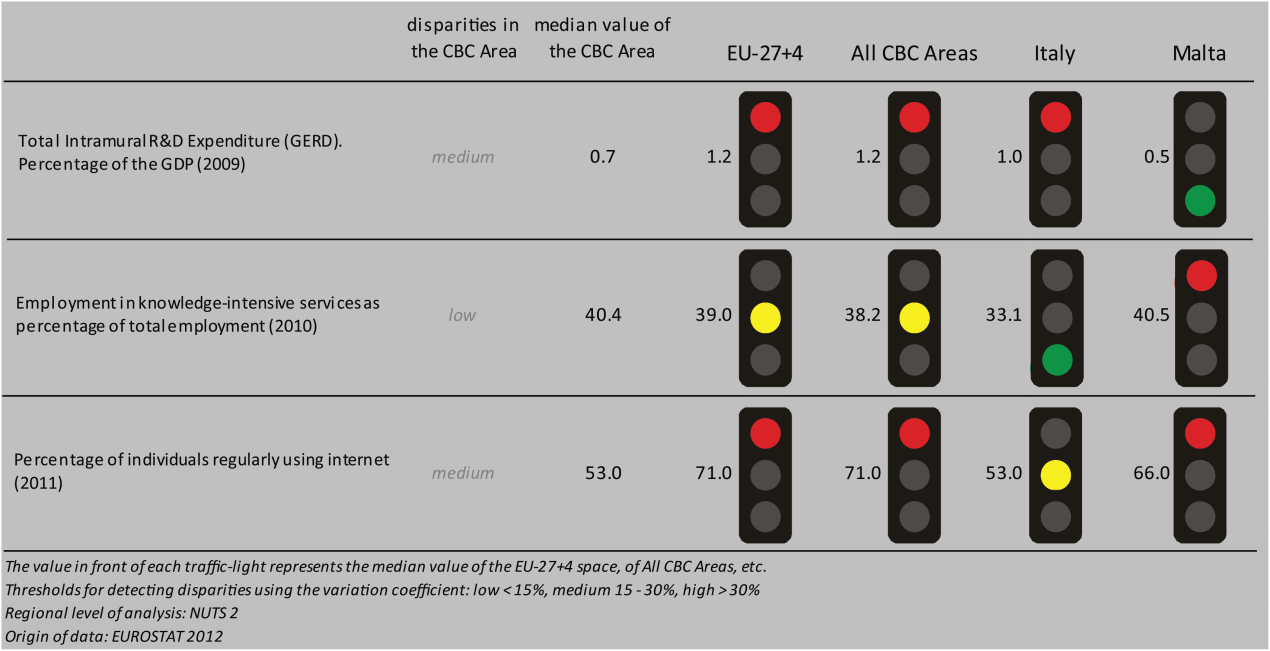 disparities in
the CBC Area
median value of
the CBC Area
EU-27+4
All CBC Areas
Italy
Malta
Total Intramural R&D Expenditure (GERD).
Percentage of the GDP (2009)
medium
0.7
1.2
1.2
1.0
0.5
Employment in knowledge-intensive services as
percentage of total employment (2010)
low
40.4
39.0
38.2
33.1
40.5
Percentage of individuals regularly using internet
(2011)
medium
53.0
71.0
71.0
53.0
66.0
The value in front of each traffic-light represents the median value of the EU-27+4 space, of All CBC Areas, etc.
Thresholds for detecting disparities using the variation coefficient: low < 15%, medium 15 - 30%, high > 30%
Regional level of analysis: NUTS 2
Origin of data: EUROSTAT 2012